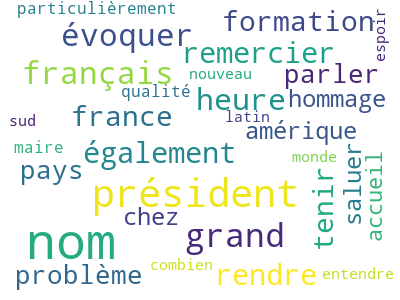 particulièrement
formation
espoir
évoquer
remercier
français
nouveau
parler
qualité
heure
hommage
france
sud
latin
amérique
maire
également
monde
pays
président
tenir
saluer
accueil
chez
grand
nom
problème
combien
rendre
entendre